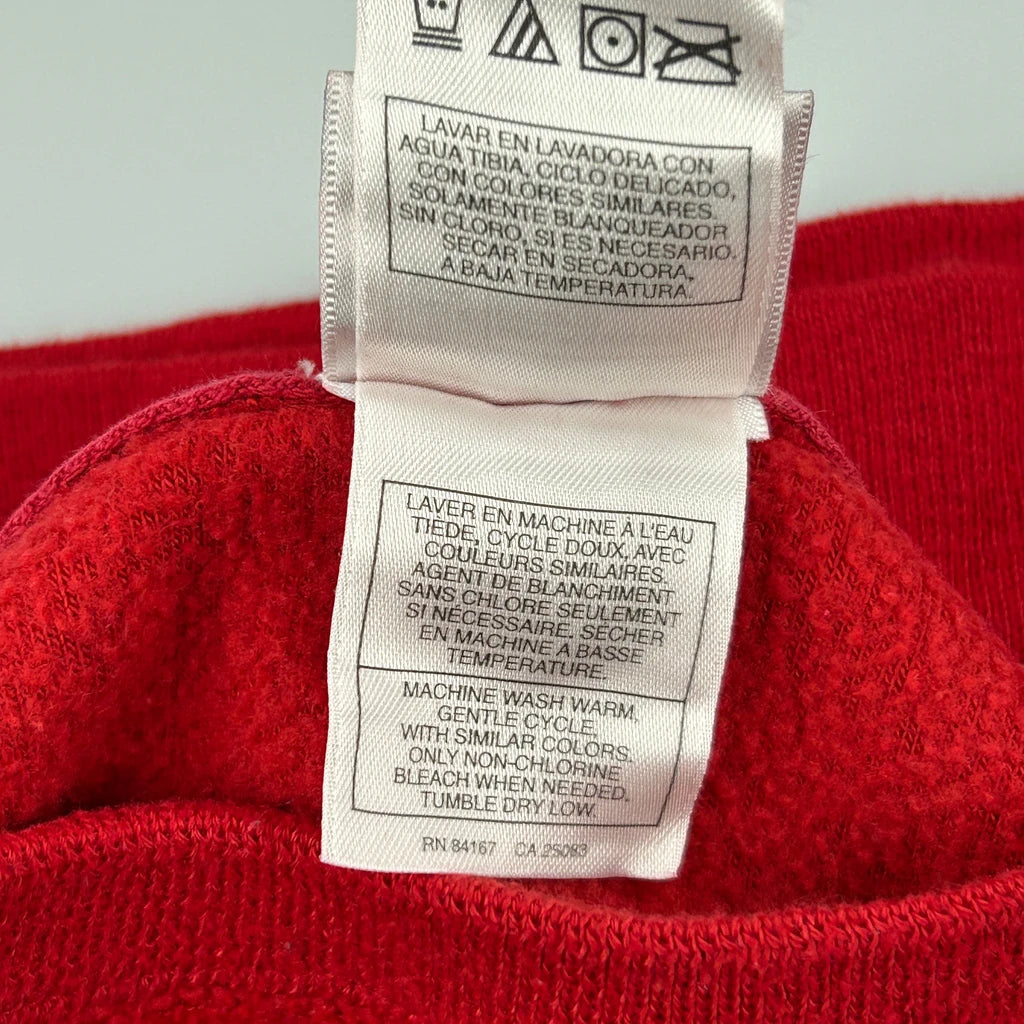 LAVAR EN LAVADORA CON
AGUA TIBIA, CICLO DELICADO,
CON COLORES SIMILARES.
SOLAMENTE BLANQUEADOR
SIN CLORO, SI ES NECESARIO.
SECAR EN SECADORA,
A BAJA TEMPERATURA.
LAVER EN MACHINE À L'EAU
TIEDE, CYCLE DOUX, AVEC
COULEURS SIMILAIRES.
AGENT DE BLANCHIMENT
SANS CHLORE SEULEMENT
SI NÉCESSAIRE. SÉCHER
EN MACHINE A BASSE
TEMPERATURE.
MACHINE WASH WARM,
GENTLE CYCLE,
WITH SIMILAR COLORS.
ONLY NON-CHLORINE
BLEACH WHEN NEEDED.
TUMBLE DRY LOW.
RN 84167 CA 25083